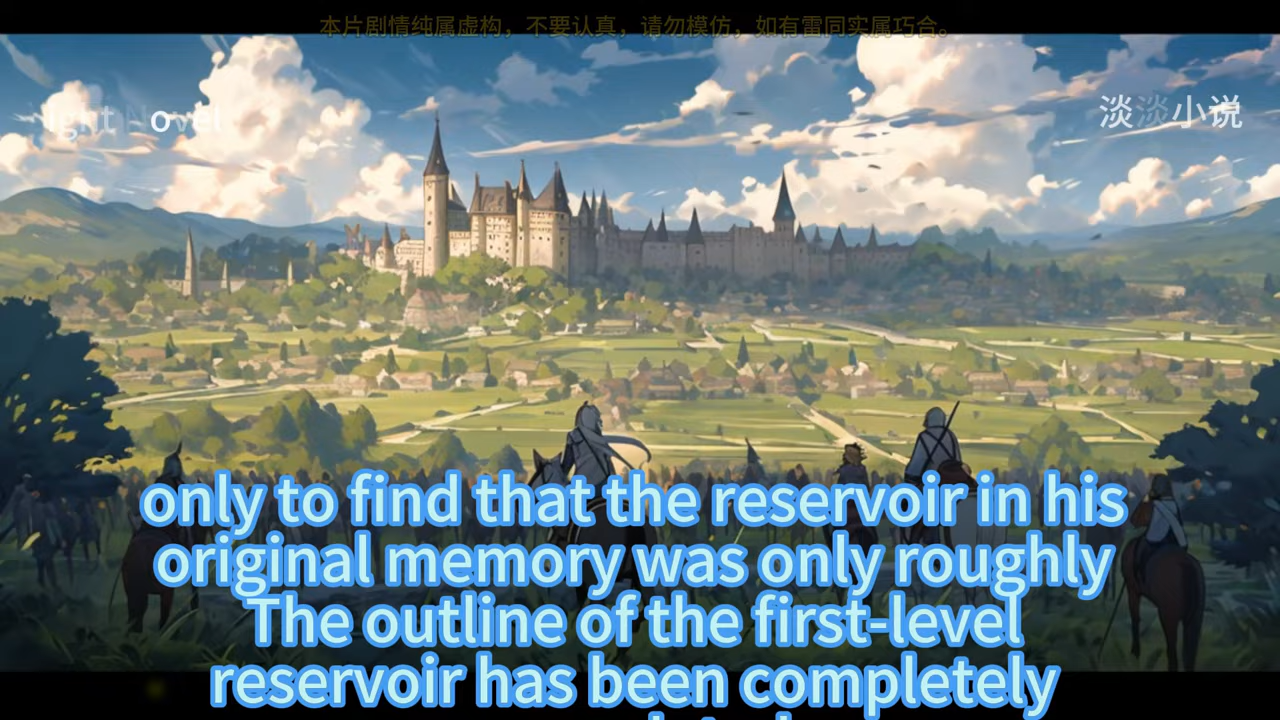 本片剧情纯属虚构，不要认真，请勿模仿，如有雷同实属巧合。
ight Novel
淡淡小说
only to find that the reservoir in his
original memory was only roughly
The outline of the first-level
reservoir has been completely